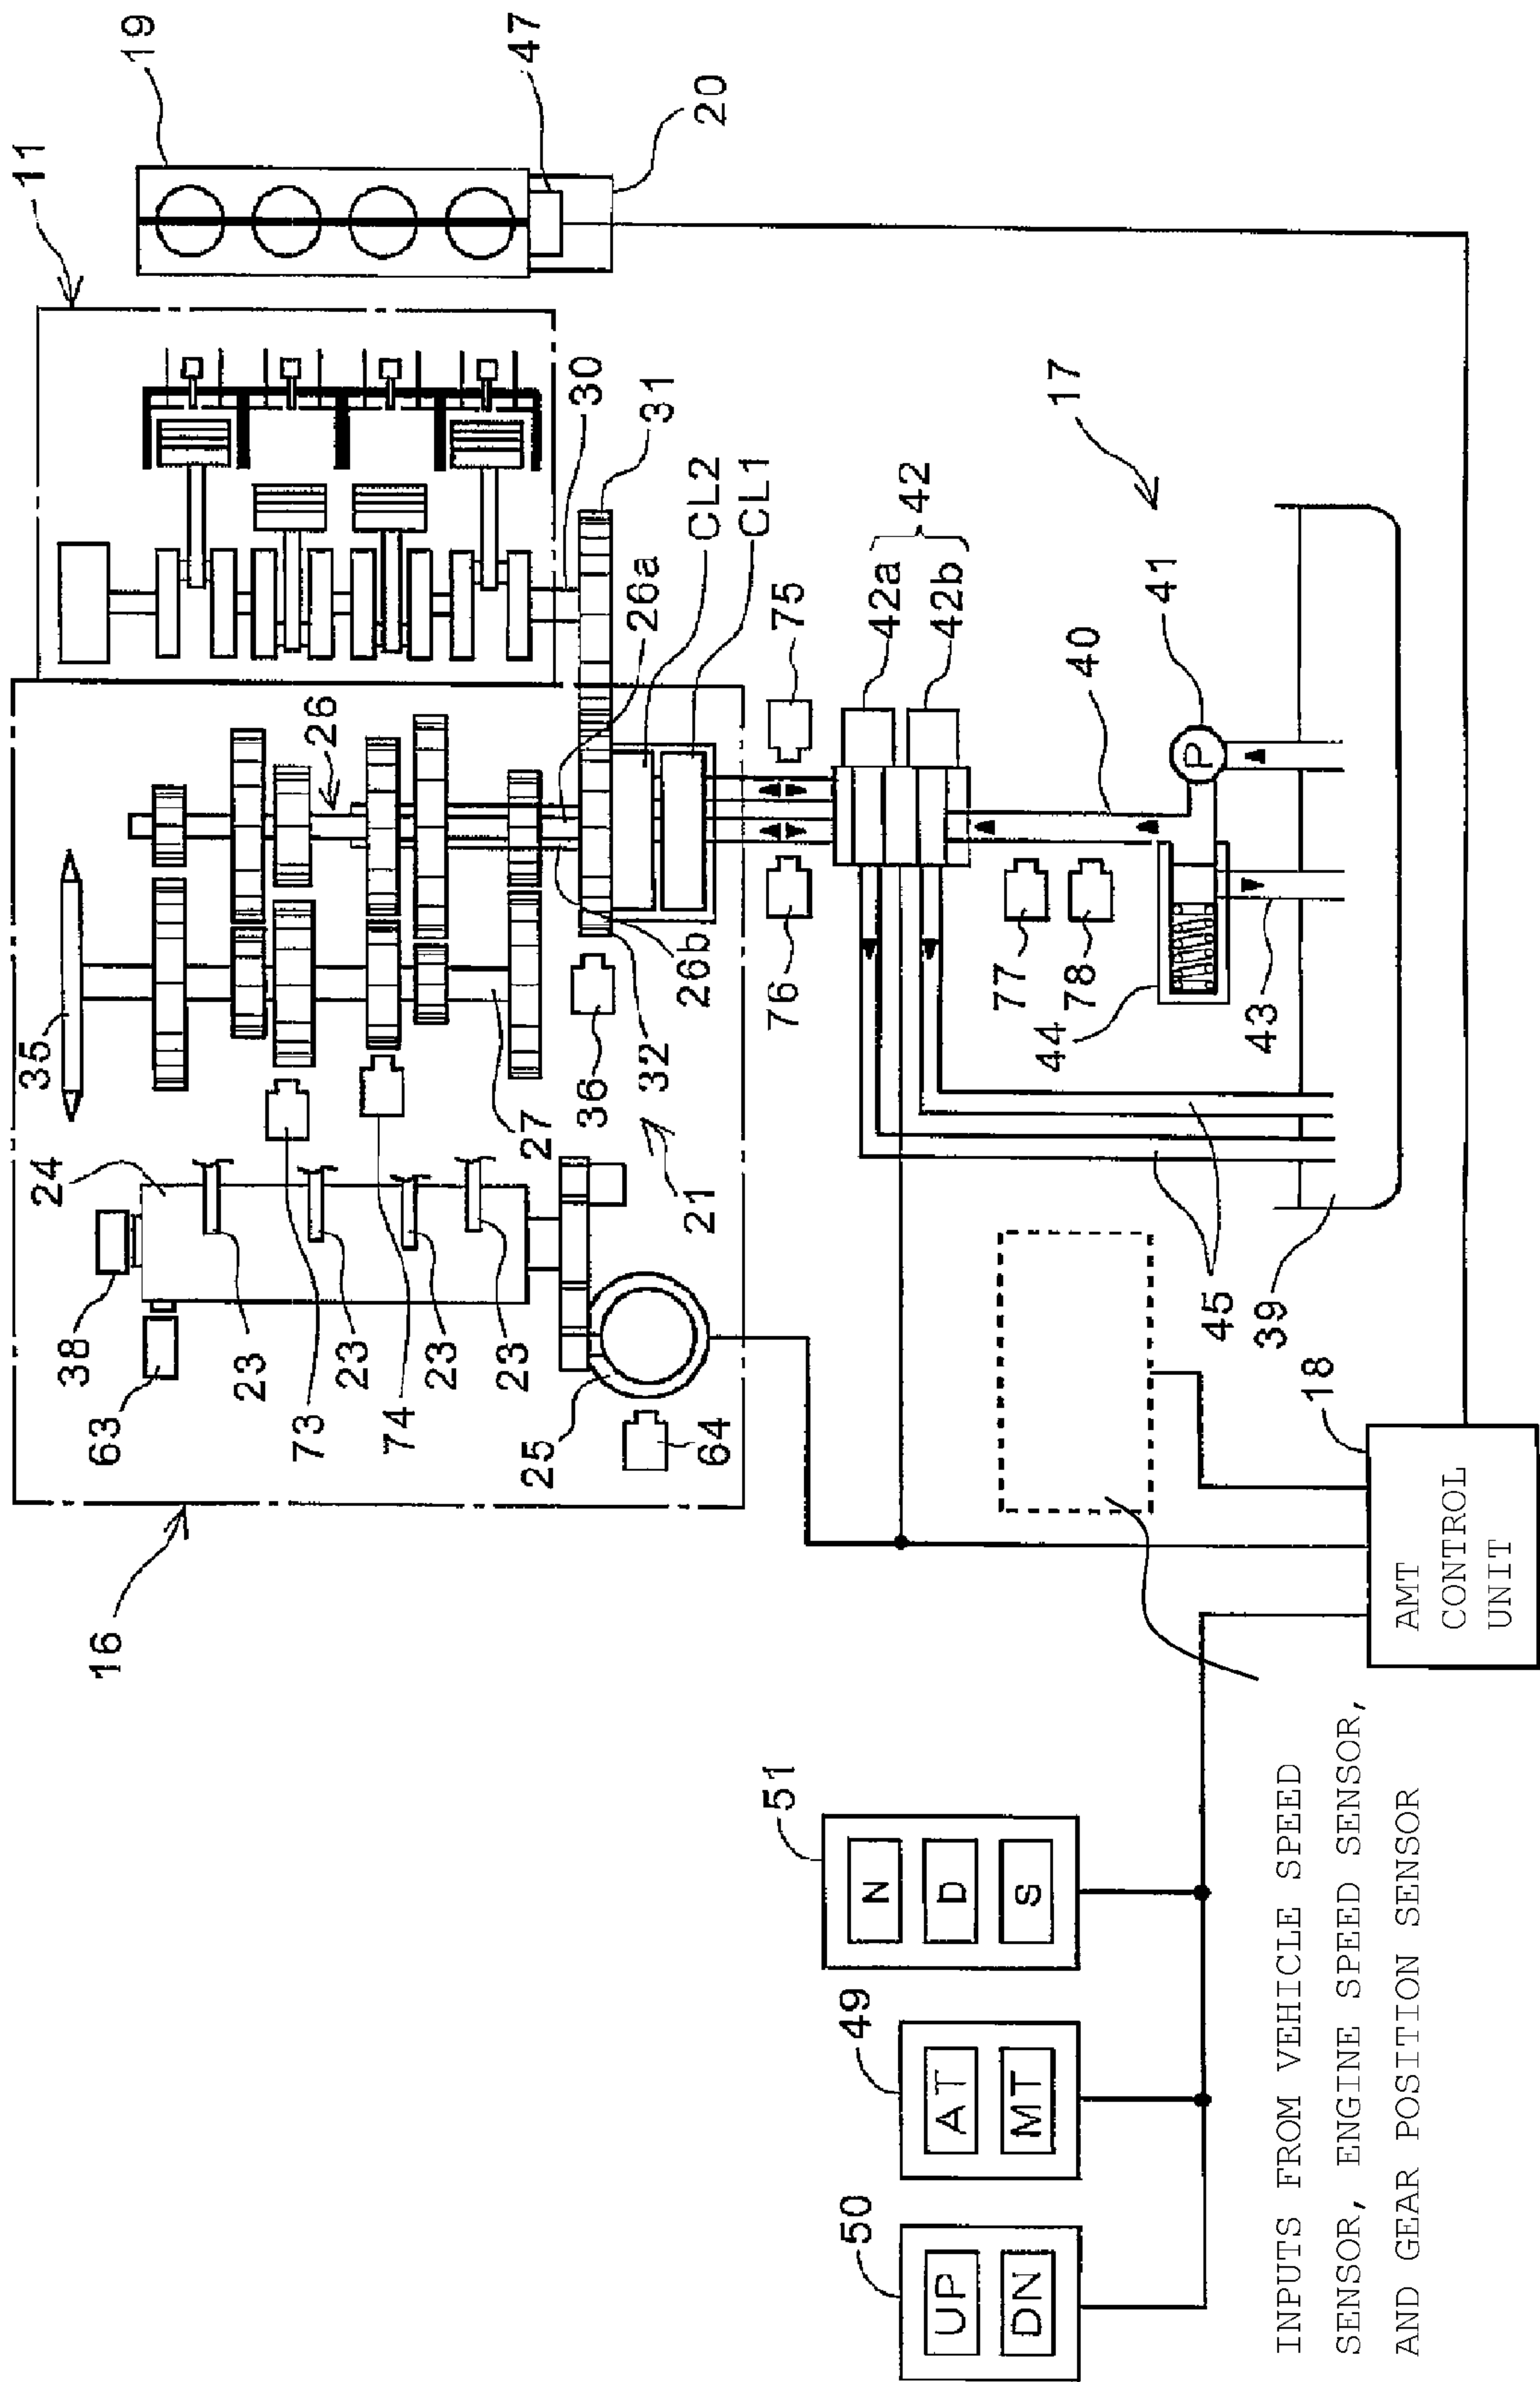 19
47
20
11
30
31
CL2
CL1
26
26a
26b
35
24
27
36
32
21
38
63
23
23
23
23
73
74
25
64
16
17
75
76
42a
42b
42
40
41
77
78
44
43
45
39
18
AMT
CONTROL
UNIT
P
51
N
D
S
49
AT
MT
50
UP
DN
INPUTS FROM VEHICLE SPEED
SENSOR, ENGINE SPEED SENSOR,
AND GEAR POSITION SENSOR